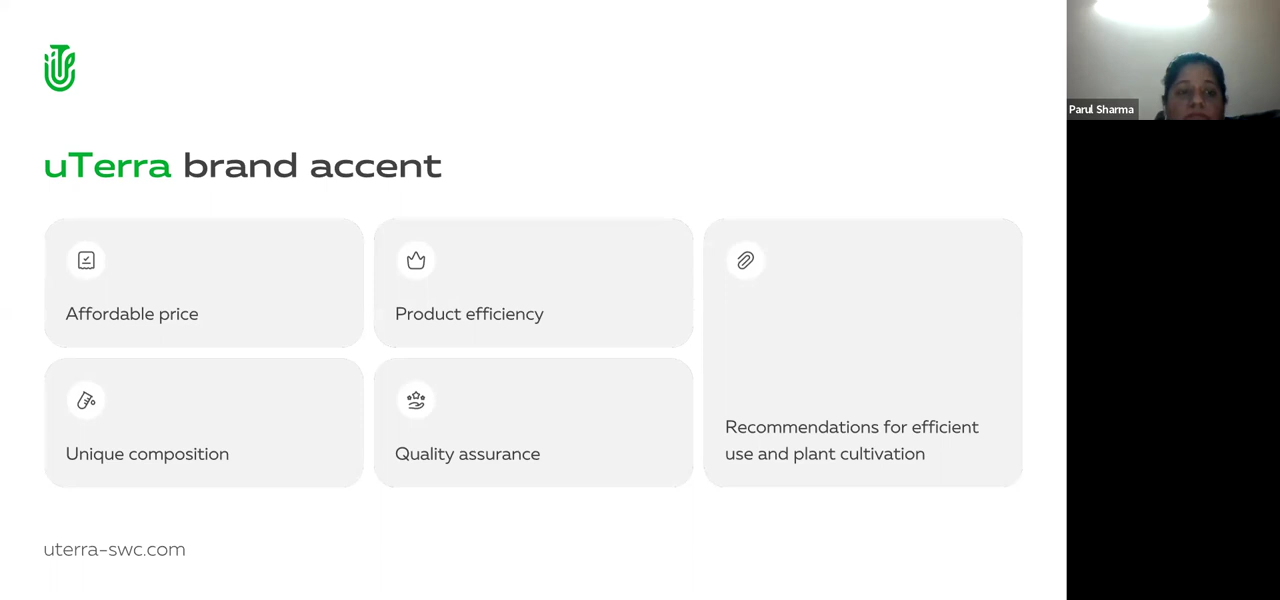 uTerra brand accent
Affordable price
Product efficiency
Unique composition
Quality assurance
Recommendations for efficient
use and plant cultivation
uterra-swc.com
Parul Sharma